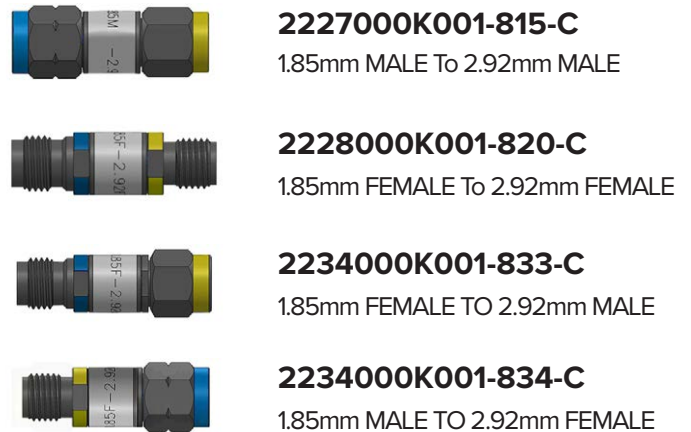 2227000K001-815-C
1.85mm MALE To 2.92mm MALE
2228000K001-820-C
1.85mm FEMALE To 2.92mm FEMALE
2234000K001-833-C
1.85mm FEMALE TO 2.92mm MALE
2234000K001-834-C
1.85mm MALE TO 2.92mm FEMALE